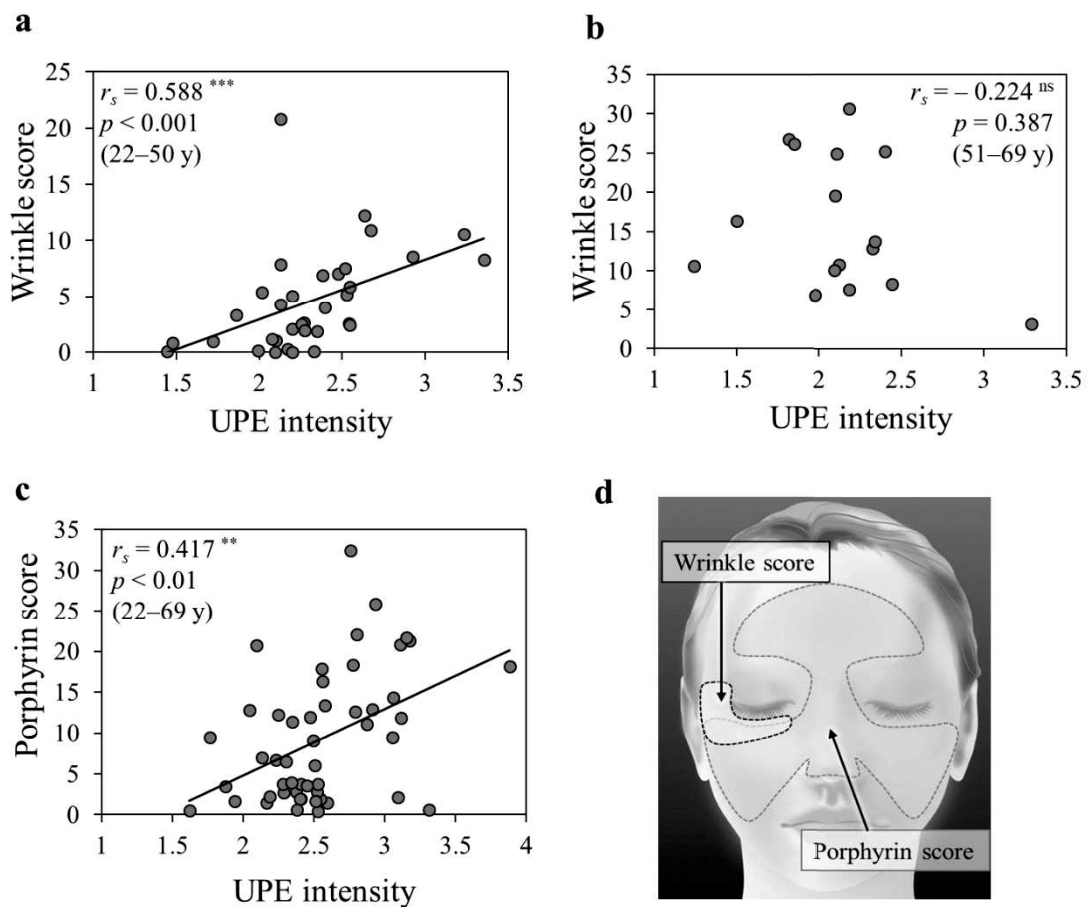 a
r_s = 0.588 ***
p < 0.001
(22–50 y)
Wrinkle score
25
20
15
10
5
0
1 1.5 2 2.5 3 3.5
UPE intensity
b
r_s = – 0.224 ns
p = 0.387
(51–69 y)
Wrinkle score
35
30
25
20
15
10
5
0
1 1.5 2 2.5 3 3.5
UPE intensity
c
r_s = 0.417 **
p < 0.01
(22–69 y)
Porphyrin score
35
30
25
20
15
10
5
0
1 1.5 2 2.5 3 3.5 4
UPE intensity
d
Wrinkle score
Porphyrin score